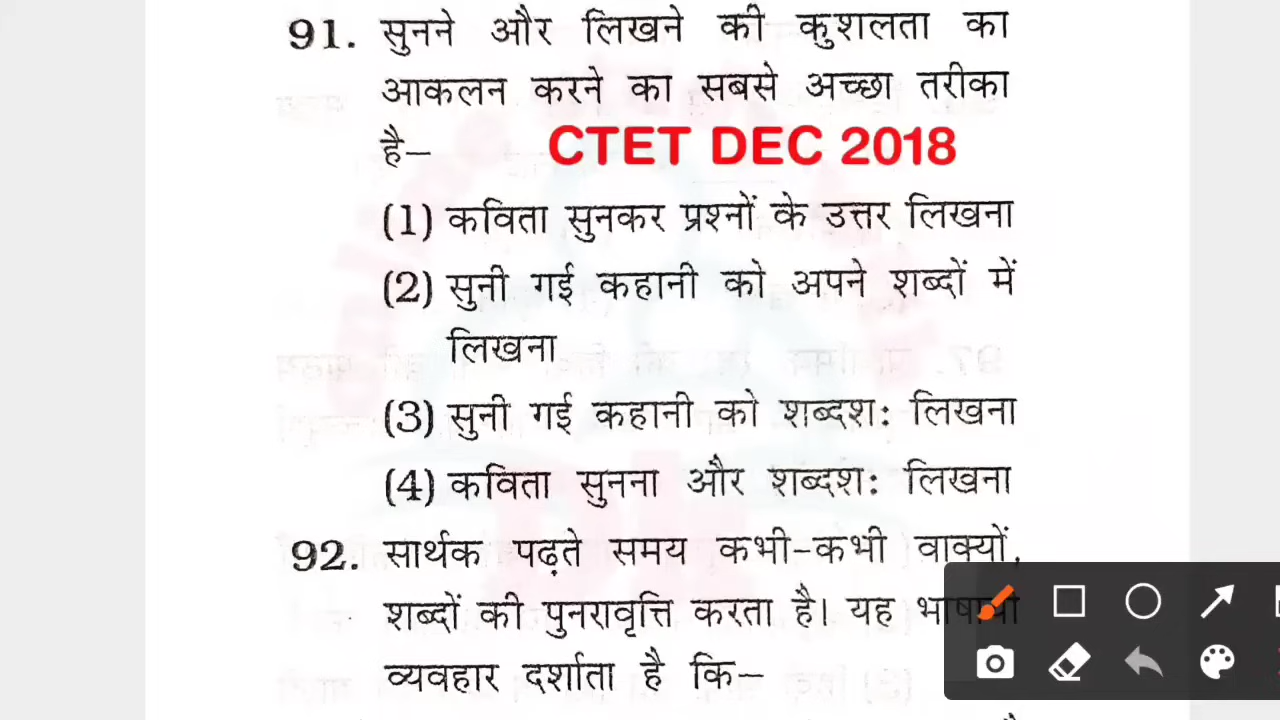 91. सुनने और लिखने की कुशलता का
आकलन करने का सबसे अच्छा तरीका
है–
CTET DEC 2018
(1) कविता सुनकर प्रश्नों के उत्तर लिखना
(2) सुनी गई कहानी को अपने शब्दों में
लिखना
(3) सुनी गई कहानी को शब्दशः लिखना
(4) कविता सुनना और शब्दशः लिखना
92. सार्थक पढ़ते समय कभी-कभी वाक्यों,
शब्दों की पुनरावृत्ति करता है। यह
व्यवहार दर्शाता है कि–